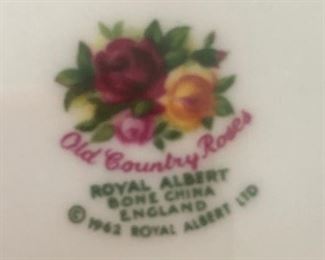 Old Country Roses
ROYAL ALBERT
BONE CHINA
ENGLAND
© 1962 ROYAL ALBERT LTD